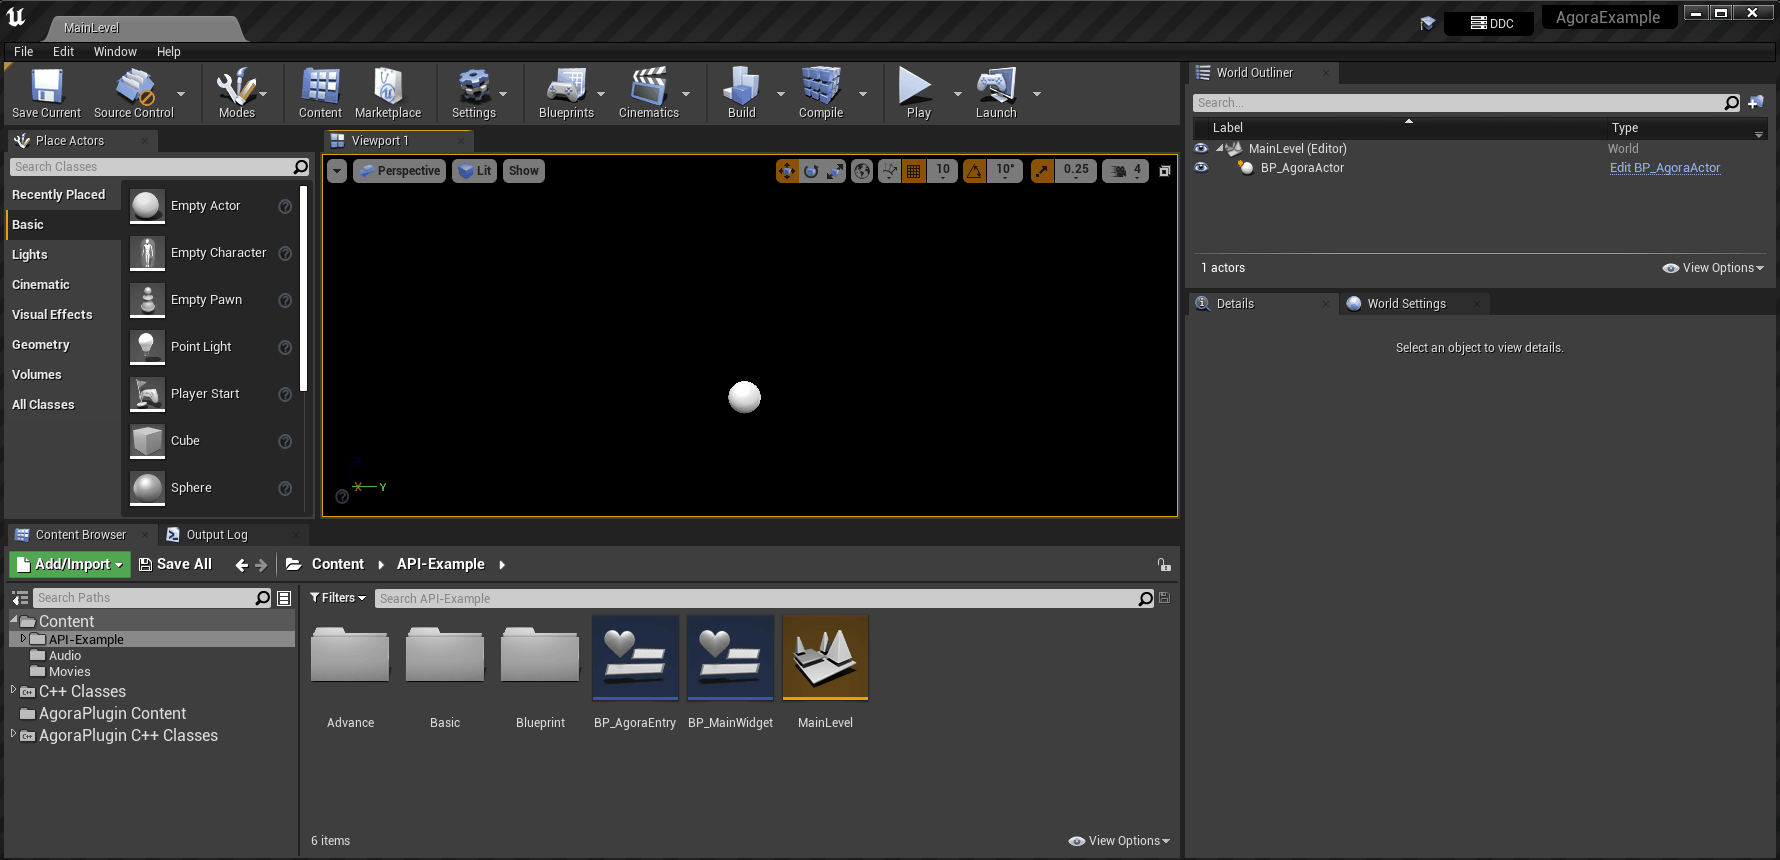 MainLevel
DDC
AgoraExample
File Edit Window Help
Save Current Source Control Modes Content Marketplace Settings Blueprints Cinematics Build Compile Play Launch
Place Actors
Search Classes
Recently Placed
Basic
Lights
Cinematic
Visual Effects
Geometry
Volumes
All Classes
Empty Actor
Empty Character
Empty Pawn
Point Light
Player Start
Cube
Sphere
Viewport 1
Perspective Lit Show 10 10° 0.25 4
X Y
World Outliner
Search...
Label Type
MainLevel (Editor) World
BP_AgoraActor Edit BP_AgoraActor
1 actors View Options
Details World Settings
Select an object to view details.
Content Browser Output Log
Add/Import Save All Content API-Example
Search Paths
Content
API-Example
Audio
Movies
C++ Classes
AgoraPlugin Content
AgoraPlugin C++ Classes
Filters Search API-Example
Advance Basic Blueprint BP_AgoraEntry BP_MainWidget MainLevel
6 items View Options